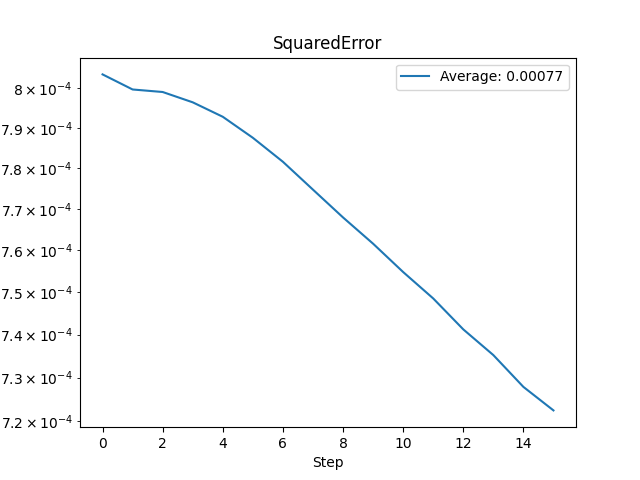 SquaredError
Average: 0.00077
8 × 10⁻⁴
7.9 × 10⁻⁴
7.8 × 10⁻⁴
7.7 × 10⁻⁴
7.6 × 10⁻⁴
7.5 × 10⁻⁴
7.4 × 10⁻⁴
7.3 × 10⁻⁴
7.2 × 10⁻⁴
0 2 4 6 8 10 12 14
Step